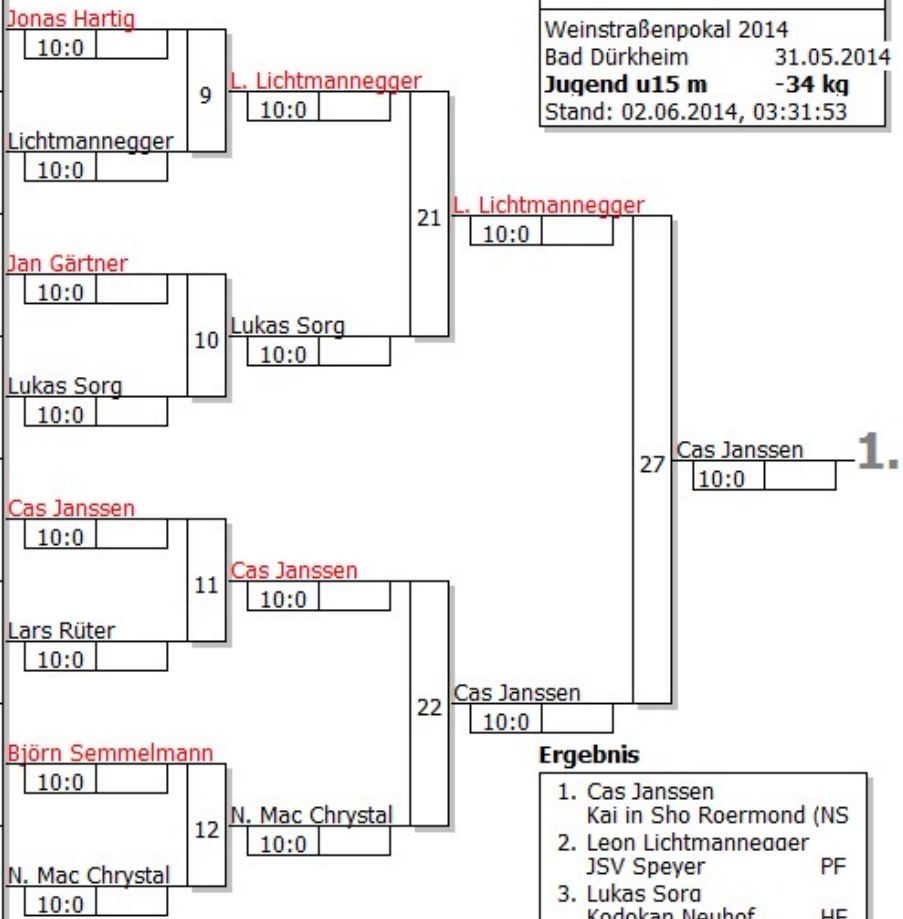 Weinstraßenpokal 2014
Bad Dürkheim 31.05.2014
Jugend u15 m -34 kg
Stand: 02.06.2014, 03:31:53
Jonas Hartig
10:0
9
Lichtmannegger
10:0
Jan Gärtner
10:0
10
Lukas Sorg
10:0
Cas Janssen
10:0
11
Lars Rüter
10:0
Björn Semmelmann
10:0
12
N. Mac Chrystal
10:0
L. Lichtmannegger
10:0
21
Lukas Sorg
10:0
Cas Janssen
10:0
22
N. Mac Chrystal
10:0
L. Lichtmannegger
10:0
27
Cas Janssen
10:0
Cas Janssen
10:0
1.
Ergebnis
1. Cas Janssen
Kai in Sho Roermond (NS
2. Leon Lichtmannegger
JSV Speyer PF
3. Lukas Sorg
Kodokan Neuhof HE